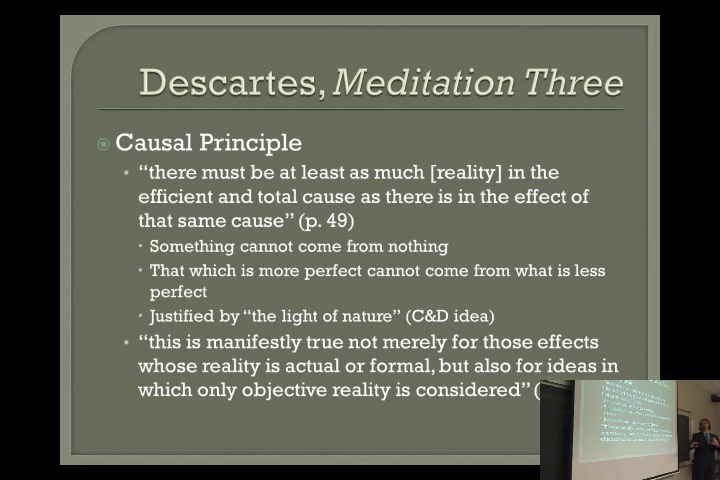 Descartes, Meditation Three
Causal Principle
“there must be at least as much [reality] in the
efficient and total cause as there is in the effect of
that same cause” (p. 49)
Something cannot come from nothing
That which is more perfect cannot come from what is less
perfect
Justified by “the light of nature” (C&D idea)
“this is manifestly true not merely for those effects
whose reality is actual or formal, but also for ideas in
which only objective reality is considered” (